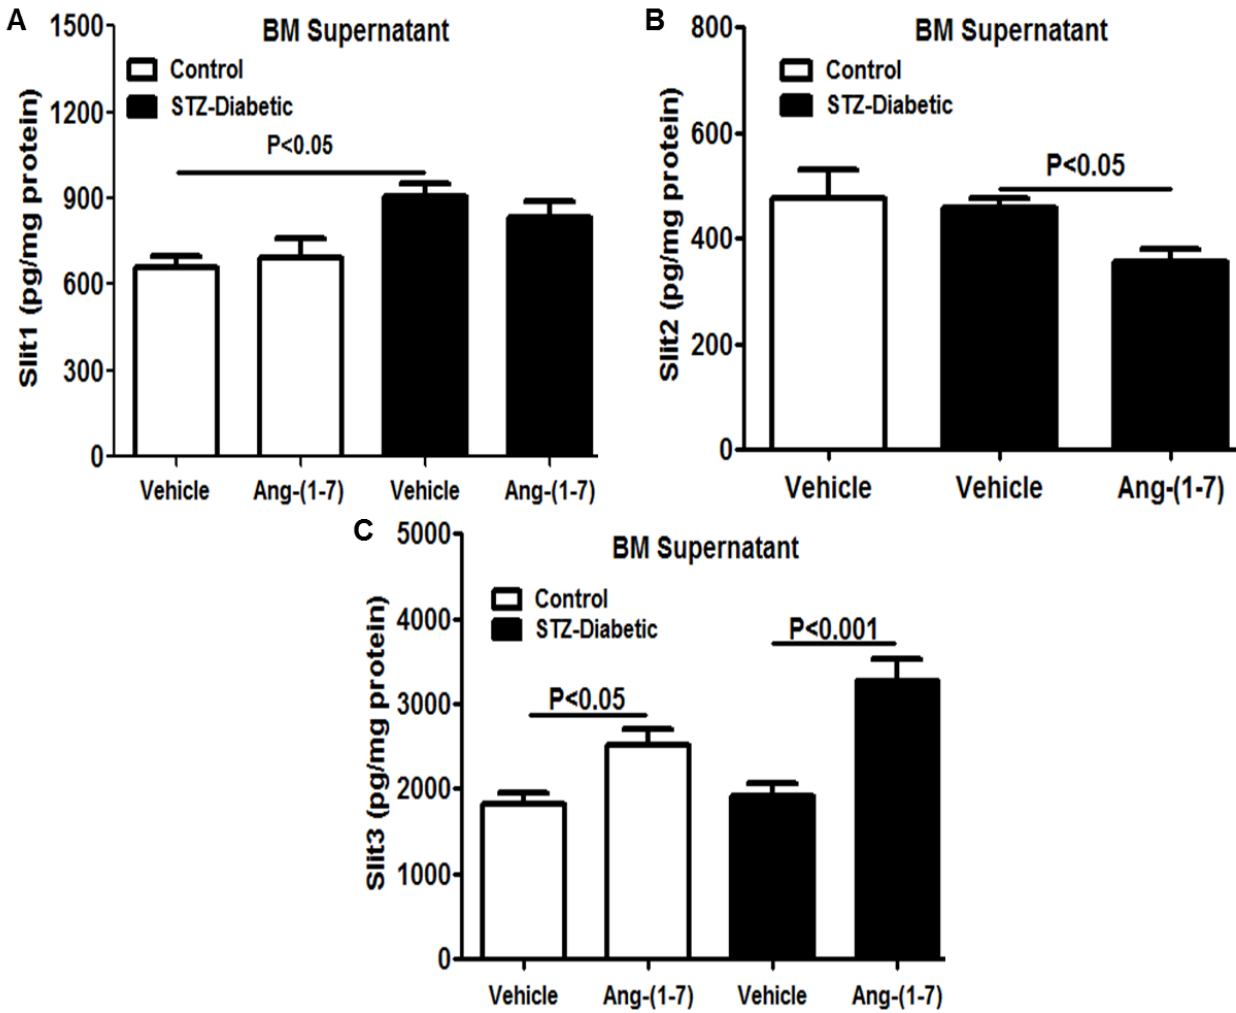 A
BM Supernatant
Control
STZ-Diabetic
P<0.05
Slit1 (pg/mg protein)
1500
1200
900
600
300
0
Vehicle
Ang-(1-7)
Vehicle
Ang-(1-7)
B
BM Supernatant
Control
STZ-Diabetic
P<0.05
Slit2 (pg/mg protein)
800
600
400
200
0
Vehicle
Vehicle
Ang-(1-7)
C
BM Supernatant
Control
STZ-Diabetic
P<0.001
P<0.05
Slit3 (pg/mg protein)
5000
4000
3000
2000
1000
0
Vehicle
Ang-(1-7)
Vehicle
Ang-(1-7)